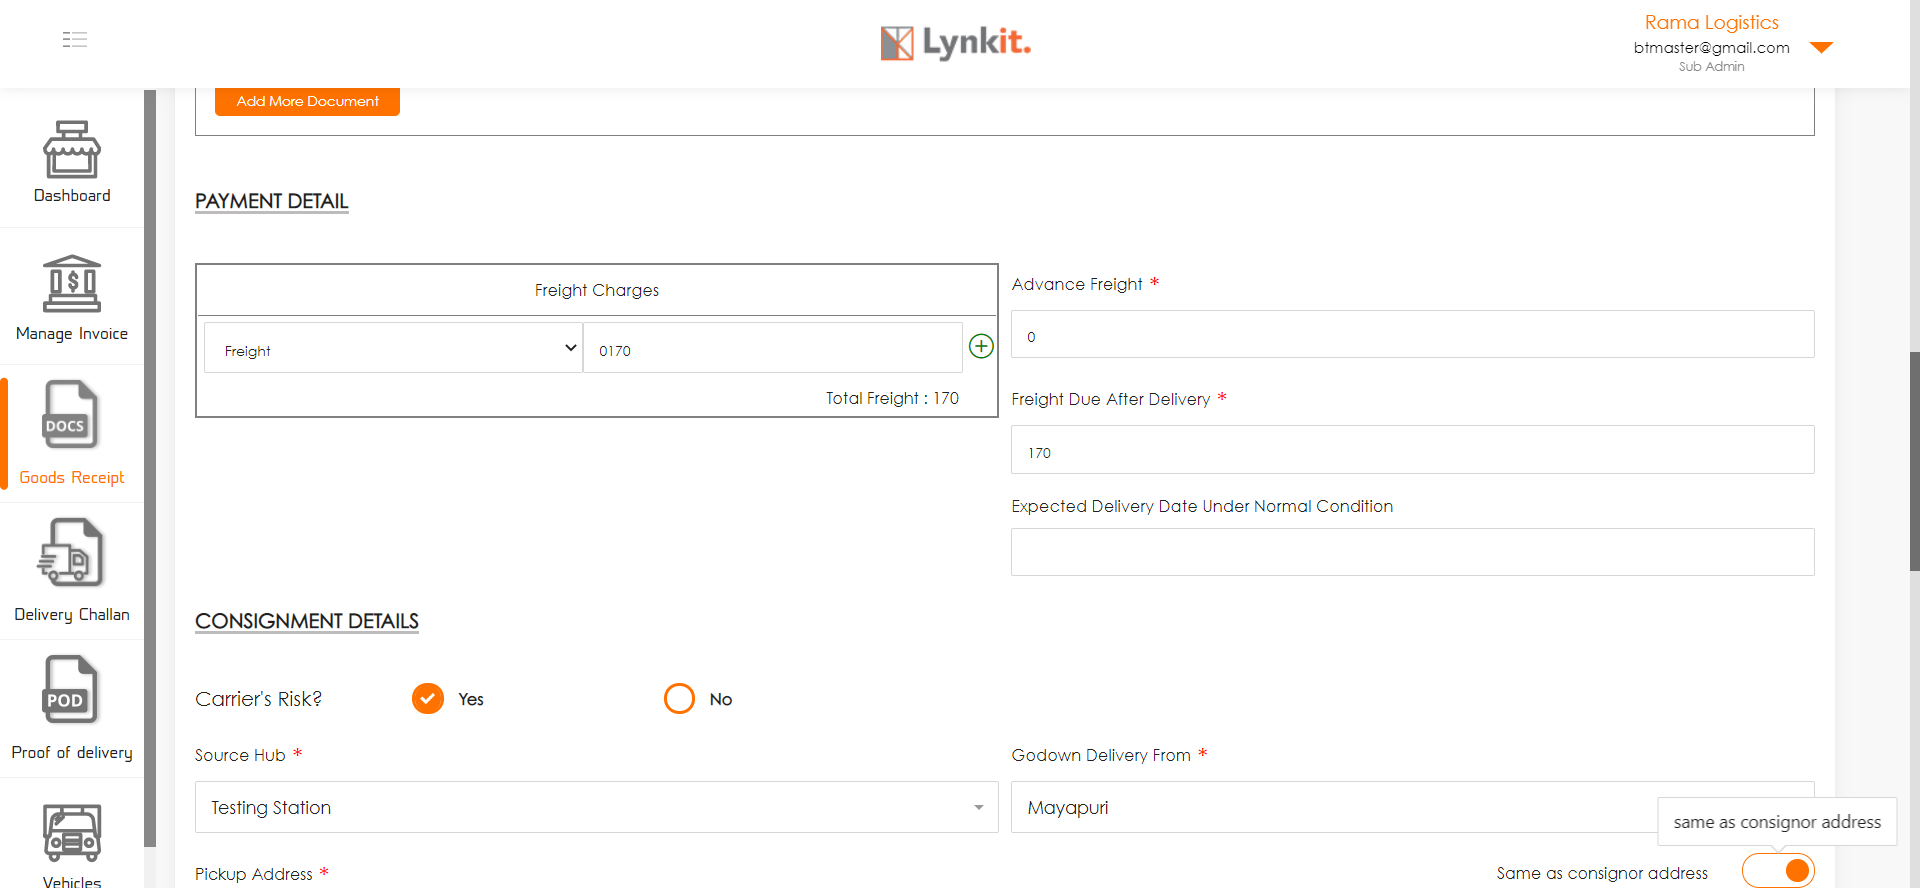 Lynkit.
Rama Logistics
btmaster@gmail.com
Sub Admin
Dashboard
Manage Invoice
DOCS
Goods Receipt
Delivery Challan
POD
Proof of delivery
Vehicles
Add More Document
PAYMENT DETAIL
Freight Charges
Freight
0170
Total Freight : 170
Advance Freight *
0
Freight Due After Delivery *
170
Expected Delivery Date Under Normal Condition
CONSIGNMENT DETAILS
Carrier's Risk?
Yes
No
Source Hub *
Testing Station
Godown Delivery From *
Mayapuri
same as consignor address
Pickup Address *
Same as consignor address